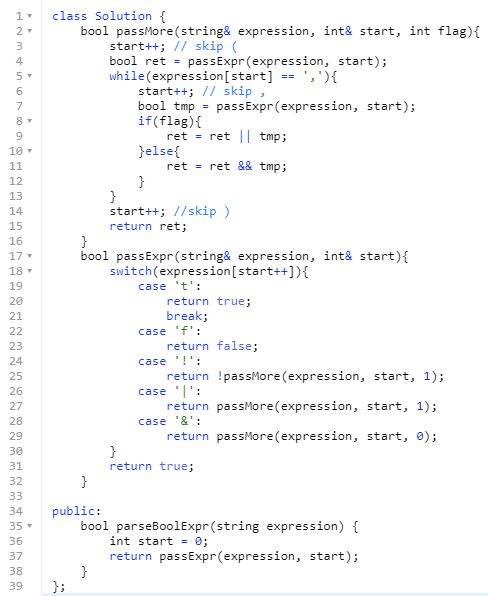 1 class Solution {
2     bool passMore(string& expression, int& start, int flag){
3         start++; // skip (
4         bool ret = passExpr(expression, start);
5         while(expression[start] == ','){
6             start++; // skip ,
7             bool tmp = passExpr(expression, start);
8             if(flag){
9                 ret = ret || tmp;
10             }else{
11                 ret = ret && tmp;
12             }
13         }
14         start++; //skip )
15         return ret;
16     }
17     bool passExpr(string& expression, int& start){
18         switch(expression[start++]){
19             case 't':
20                 return true;
21                 break;
22             case 'f':
23                 return false;
24             case '!':
25                 return !passMore(expression, start, 1);
26             case '|':
27                 return passMore(expression, start, 1);
28             case '&':
29                 return passMore(expression, start, 0);
30         }
31         return true;
32     }
33
34 public:
35     bool parseBoolExpr(string expression) {
36         int start = 0;
37         return passExpr(expression, start);
38     }
39 };